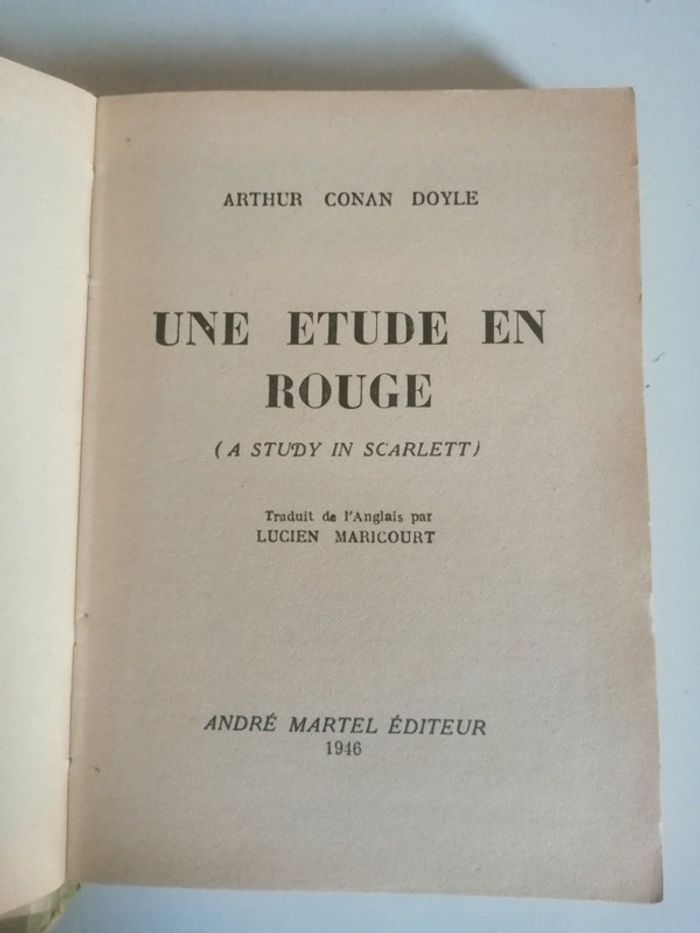 ARTHUR CONAN DOYLE
UNE ETUDE EN
ROUGE
(A STUDY IN SCARLETT)
Traduit de l'Anglais par
LUCIEN MARICOURT
ANDRÉ MARTEL ÉDITEUR
1946